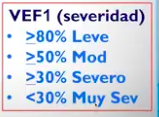 VEF1 (severidad)
• ≥80% Leve
• ≥50% Mod
• ≥30% Severo
• <30% Muy Sev